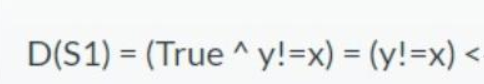 D(S1) = (True ^ y!=x) = (y!=x) <